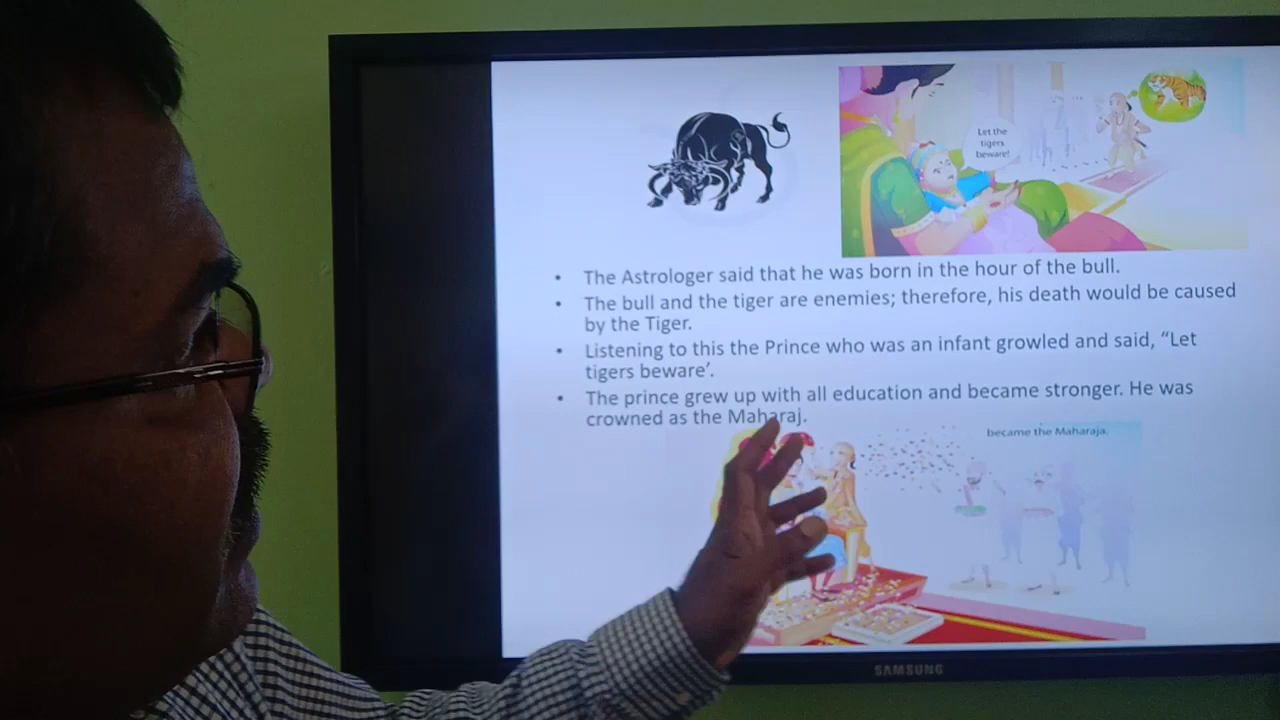 Let the
tigers
beware!
• The Astrologer said that he was born in the hour of the bull.
• The bull and the tiger are enemies; therefore, his death would be caused
by the Tiger.
• Listening to this the Prince who was an infant growled and said, “Let
tigers beware’.
• The prince grew up with all education and became stronger. He was
crowned as the Maharaj.
became the Maharaja.
SAMSUNG